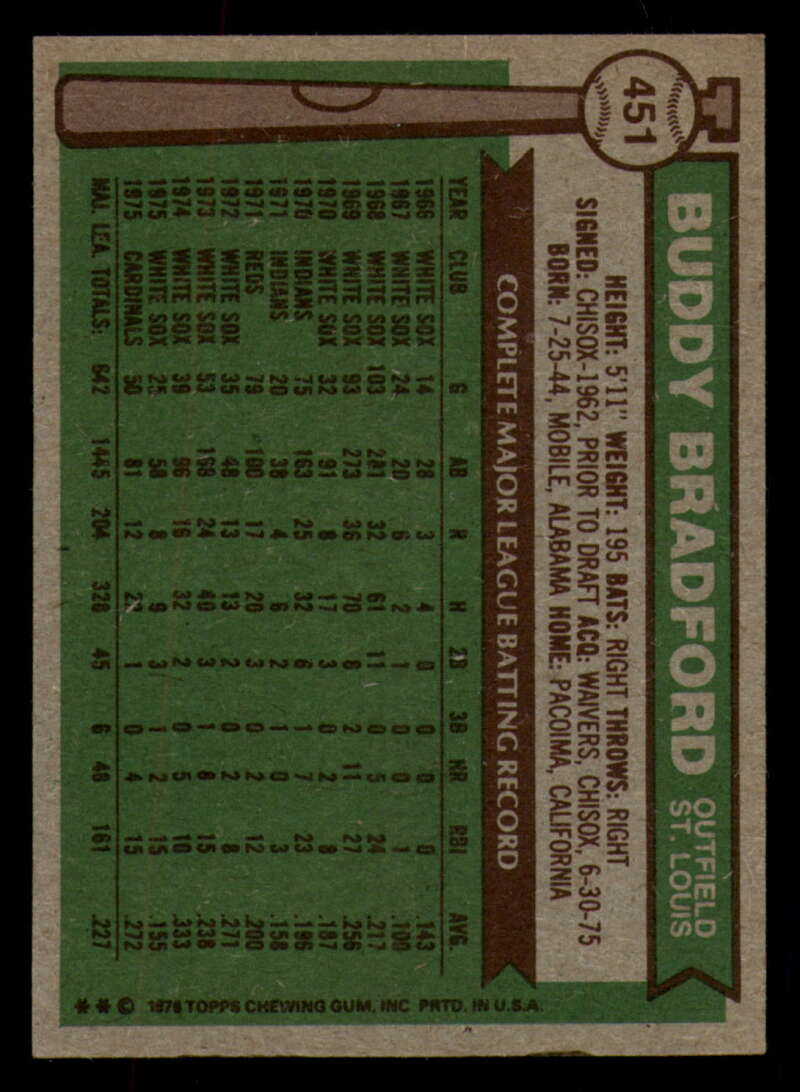 451
BUDDY BRADFORD OUTFIELD
ST. LOUIS
HEIGHT: 5'11" WEIGHT: 195 BATS: RIGHT THROWS: RIGHT
SIGNED: CHISOX-1962, PRIOR TO DRAFT ACQ: WAIVERS, CHISOX, 6-30-75
BORN: 7-25-44, MOBILE, ALABAMA HOME: PACOIMA, CALIFORNIA
COMPLETE MAJOR LEAGUE BATTING RECORD
YEAR CLUB G AB R H 2B 3B HR RBI AVG.
1966 WHITE SOX 14 28 3 4 0 0 0 0 .143
1967 WHITE SOX 24 20 6 2 1 0 0 1 .100
1968 WHITE SOX 103 281 32 61 11 0 5 24 .217
1969 WHITE SOX 93 273 36 70 8 2 11 27 .256
1970 WHITE SOX 32 91 8 17 3 0 2 8 .187
1970 INDIANS 75 163 25 32 6 1 7 23 .196
1971 INDIANS 20 38 4 6 2 1 0 3 .158
1971 REDS 79 100 17 20 3 0 2 12 .200
1972 WHITE SOX 35 48 13 13 2 0 2 8 .271
1973 WHITE SOX 53 168 24 40 3 1 8 15 .238
1974 WHITE SOX 39 96 16 32 2 0 5 10 .333
1975 WHITE SOX 25 58 8 9 3 1 2 15 .155
1975 CARDINALS 50 81 12 22 1 0 4 15 .272
MAJ. LEA. TOTALS: 642 1445 204 328 45 6 48 161 .227
** © 1976 TOPPS CHEWING GUM, INC PRTD. IN U.S.A.